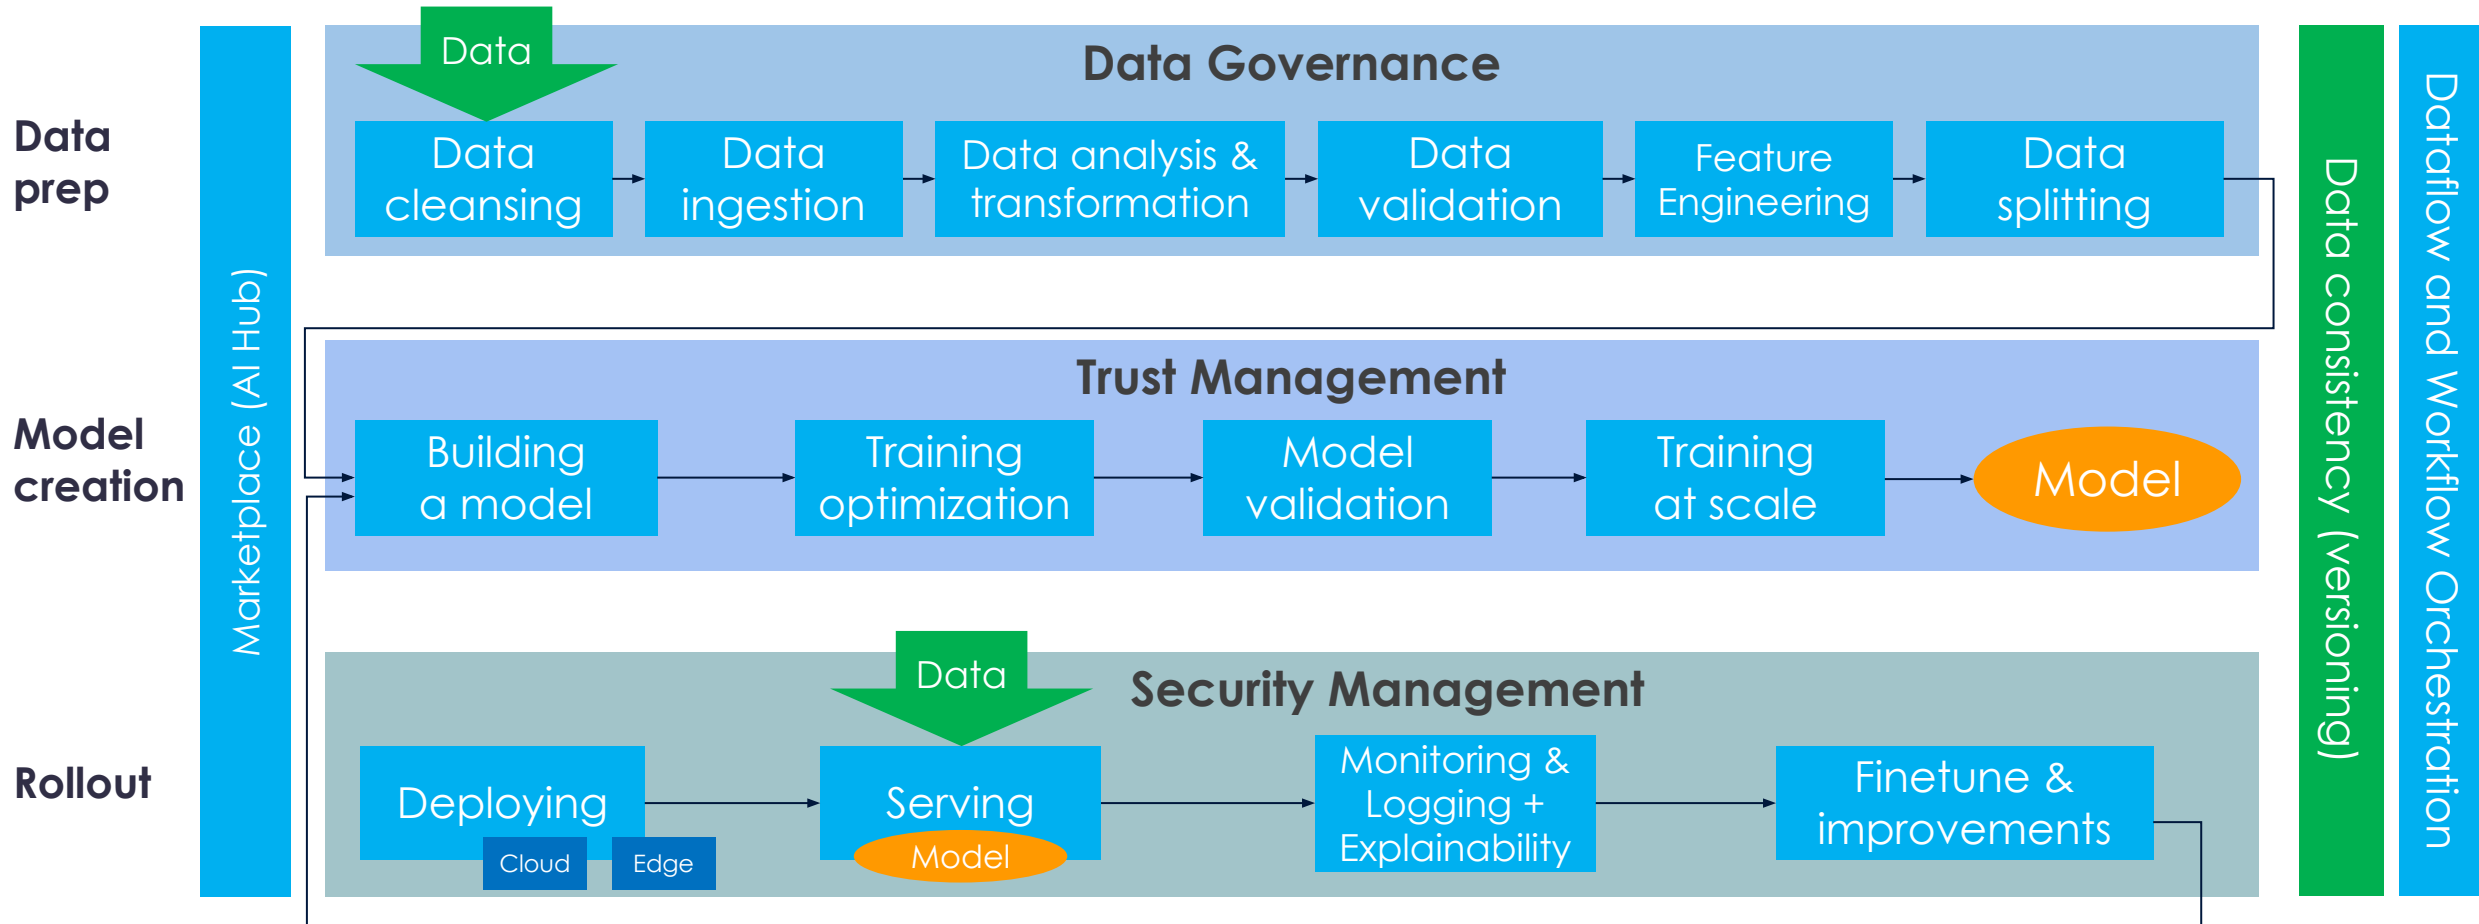 Data
prep
Model
creation
Rollout
Marketplace (AI Hub)
Data
Data Governance
Data
cleansing
Data
ingestion
Data analysis &
transformation
Data
validation
Feature
Engineering
Data
splitting
Trust Management
Building
a model
Training
optimization
Model
validation
Training
at scale
Model
Data
Security Management
Deploying
Cloud
Edge
Serving
Model
Monitoring &
Logging +
Explainability
Finetune &
improvements
Data consistency (versioning)
Dataflow and Workflow Orchestration